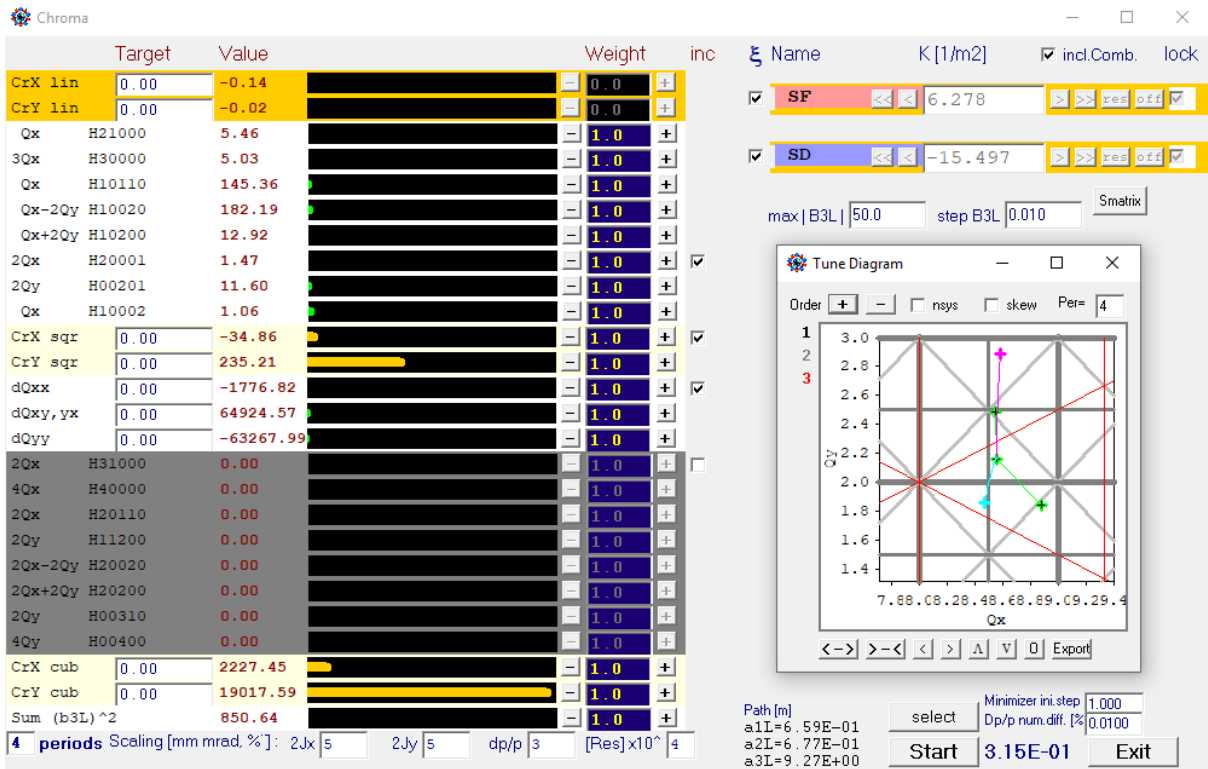 Chroma
Target Value Weight inc ξ Name K [1/m2] incl.Comb. lock
CrX lin 0.00 -0.14 - 0.0 +
CrY lin 0.00 -0.02 - 0.0 +
Qx H21000 5.46 - 1.0 +
3Qx H30000 5.03 - 1.0 +
Qx H10110 145.36 - 1.0 +
Qx-2Qy H10020 182.19 - 1.0 +
Qx+2Qy H10200 12.92 - 1.0 +
2Qx H20001 1.47 - 1.0 +
2Qy H00201 11.60 - 1.0 +
Qx H10002 1.06 - 1.0 +
CrX sqr 0.00 -34.86 - 1.0 +
CrY sqr 0.00 235.21 - 1.0 +
dQxx 0.00 -1776.82 - 1.0 +
dQxy,yx 0.00 64924.57 - 1.0 +
dQyy 0.00 -63267.99 - 1.0 +
2Qx H31000 0.00 - 1.0 +
4Qx H40000 0.00 - 1.0 +
2Qx H20110 0.00 - 1.0 +
2Qy H11200 0.00 - 1.0 +
2Qx-2Qy H20020 0.00 - 1.0 +
2Qx+2Qy H20200 0.00 - 1.0 +
2Qy H00310 0.00 - 1.0 +
4Qy H00400 0.00 - 1.0 +
CrX cub 0.00 2227.45 - 1.0 +
CrY cub 0.00 19017.59 - 1.0 +
Sum (b3L)^2 850.64 - 1.0 +
4 periods Scaling [mm mrad, %]: 2Jx 5 2Jy 5 dp/p 3 [Res] x10^ 4
SF << < 6.278 > >> res off
SD << < -15.497 > >> res off
max | B3L | 50.0 step B3L 0.010 Smatrix
Tune Diagram
Order + - nsys skew Per= 4
1
2
3
3.0
2.8
2.6
2.4
2.2
2.0
1.8
1.6
1.4
Qy
7.88.08.28.48.68.89.09.29.4
Qx
<-> >-< < > Λ V 0 Export
Path [m]
a1L=6.59E-01
a2L=6.77E-01
a3L=9.27E+00
select
Minimizer ini.step 1.000
Dp/p num.diff. [% 0.0100
Start 3.15E-01 Exit